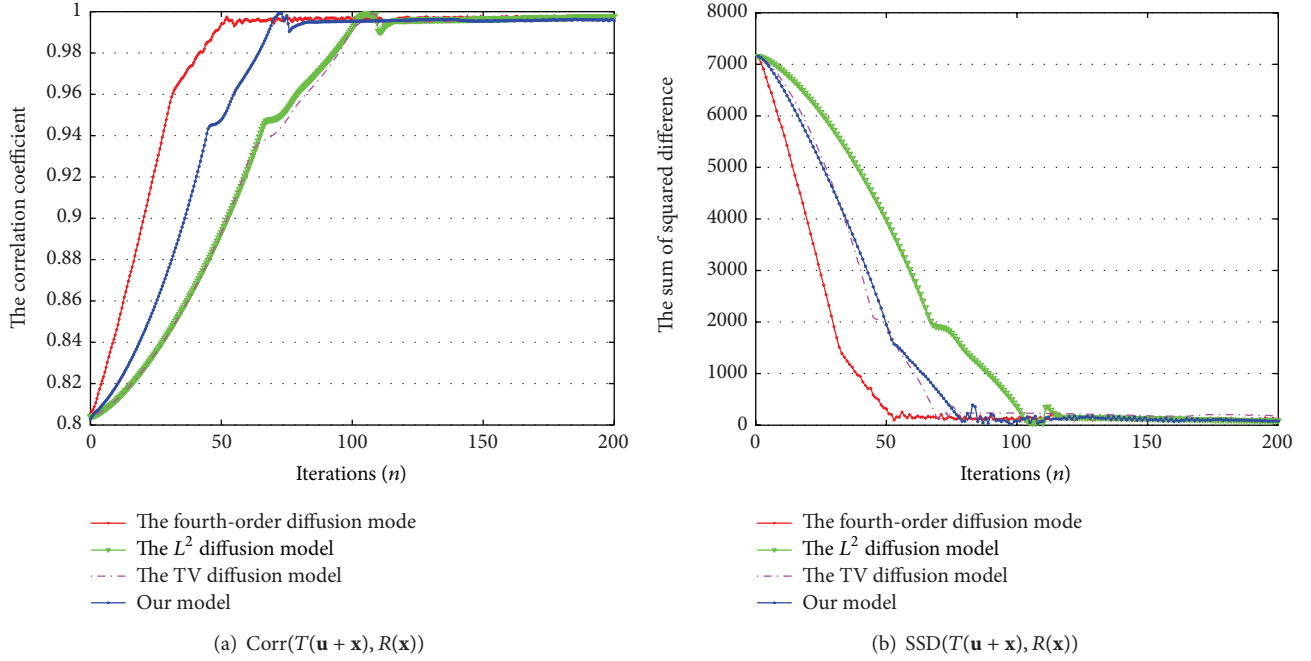 1
0.98
0.96
0.94
0.92
0.9
0.88
0.86
0.84
0.82
0.8
The correlation coefficient
0 50 100 150 200
Iterations (n)
The fourth-order diffusion mode
The L² diffusion model
The TV diffusion model
Our model
(a) Corr(T(u + x), R(x))
8000
7000
6000
5000
4000
3000
2000
1000
0
The sum of squared difference
0 50 100 150 200
Iterations (n)
The fourth-order diffusion mode
The L² diffusion model
The TV diffusion model
Our model
(b) SSD(T(u + x), R(x))